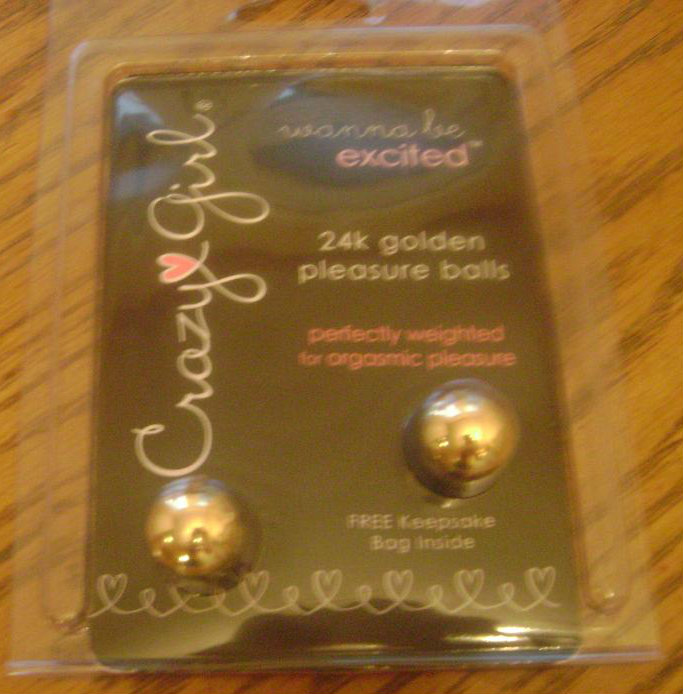 Crazy girl®
wanna be
excited™
24k golden
pleasure balls
perfectly weighted
for orgasmic pleasure
FREE Keepsake
Bag Inside